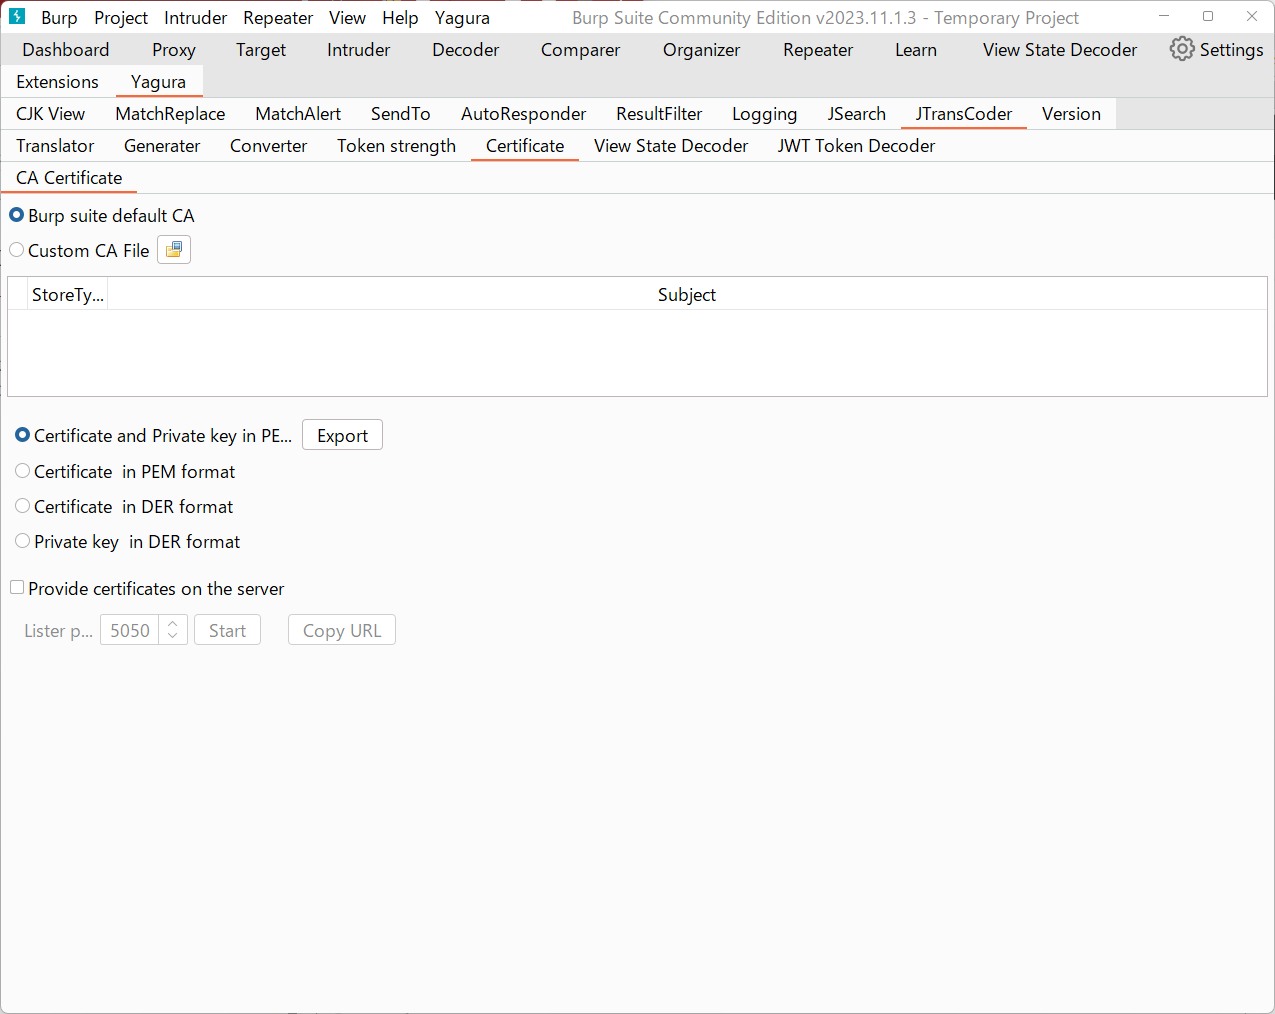 Burp Project Intruder Repeater View Help Yagura Burp Suite Community Edition v2023.11.1.3 - Temporary Project
Dashboard Proxy Target Intruder Decoder Comparer Organizer Repeater Learn View State Decoder Settings
Extensions Yagura
CJK View MatchReplace MatchAlert SendTo AutoResponder ResultFilter Logging JSearch JTransCoder Version
Translator Generater Converter Token strength Certificate View State Decoder JWT Token Decoder
CA Certificate
Burp suite default CA
Custom CA File
StoreTy... Subject
Certificate and Private key in PE... Export
Certificate in PEM format
Certificate in DER format
Private key in DER format
Provide certificates on the server
Lister p... 5050 Start Copy URL